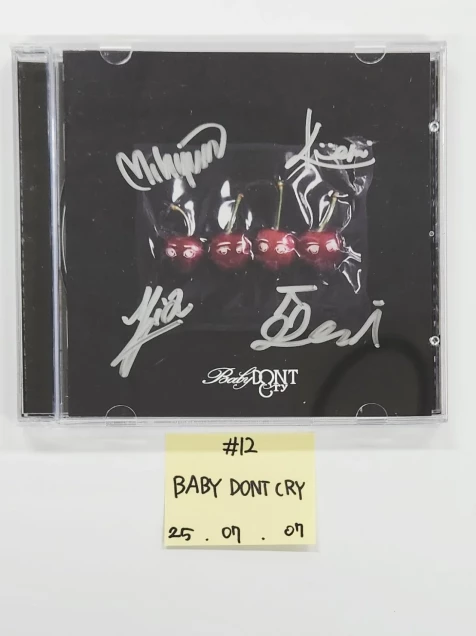 Mihyun
Kumi
Yia
Beni
Baby DONT
CRY
#12
BABY DONT CRY
25 . 07 . 07